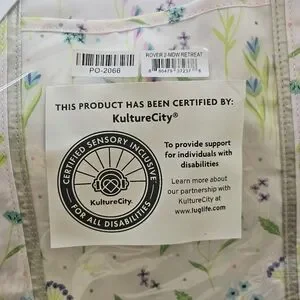 ROVER 2-MDW RETREAT
PO-2066
THIS PRODUCT HAS BEEN CERTIFIED BY:
KultureCity®
CERTIFIED SENSORY INCLUSIVE
KultureCity.
FOR ALL DISABILITIES
To provide support
for individuals with
disabilities
Learn more about
our partnership with
KultureCity at
www.luglife.com